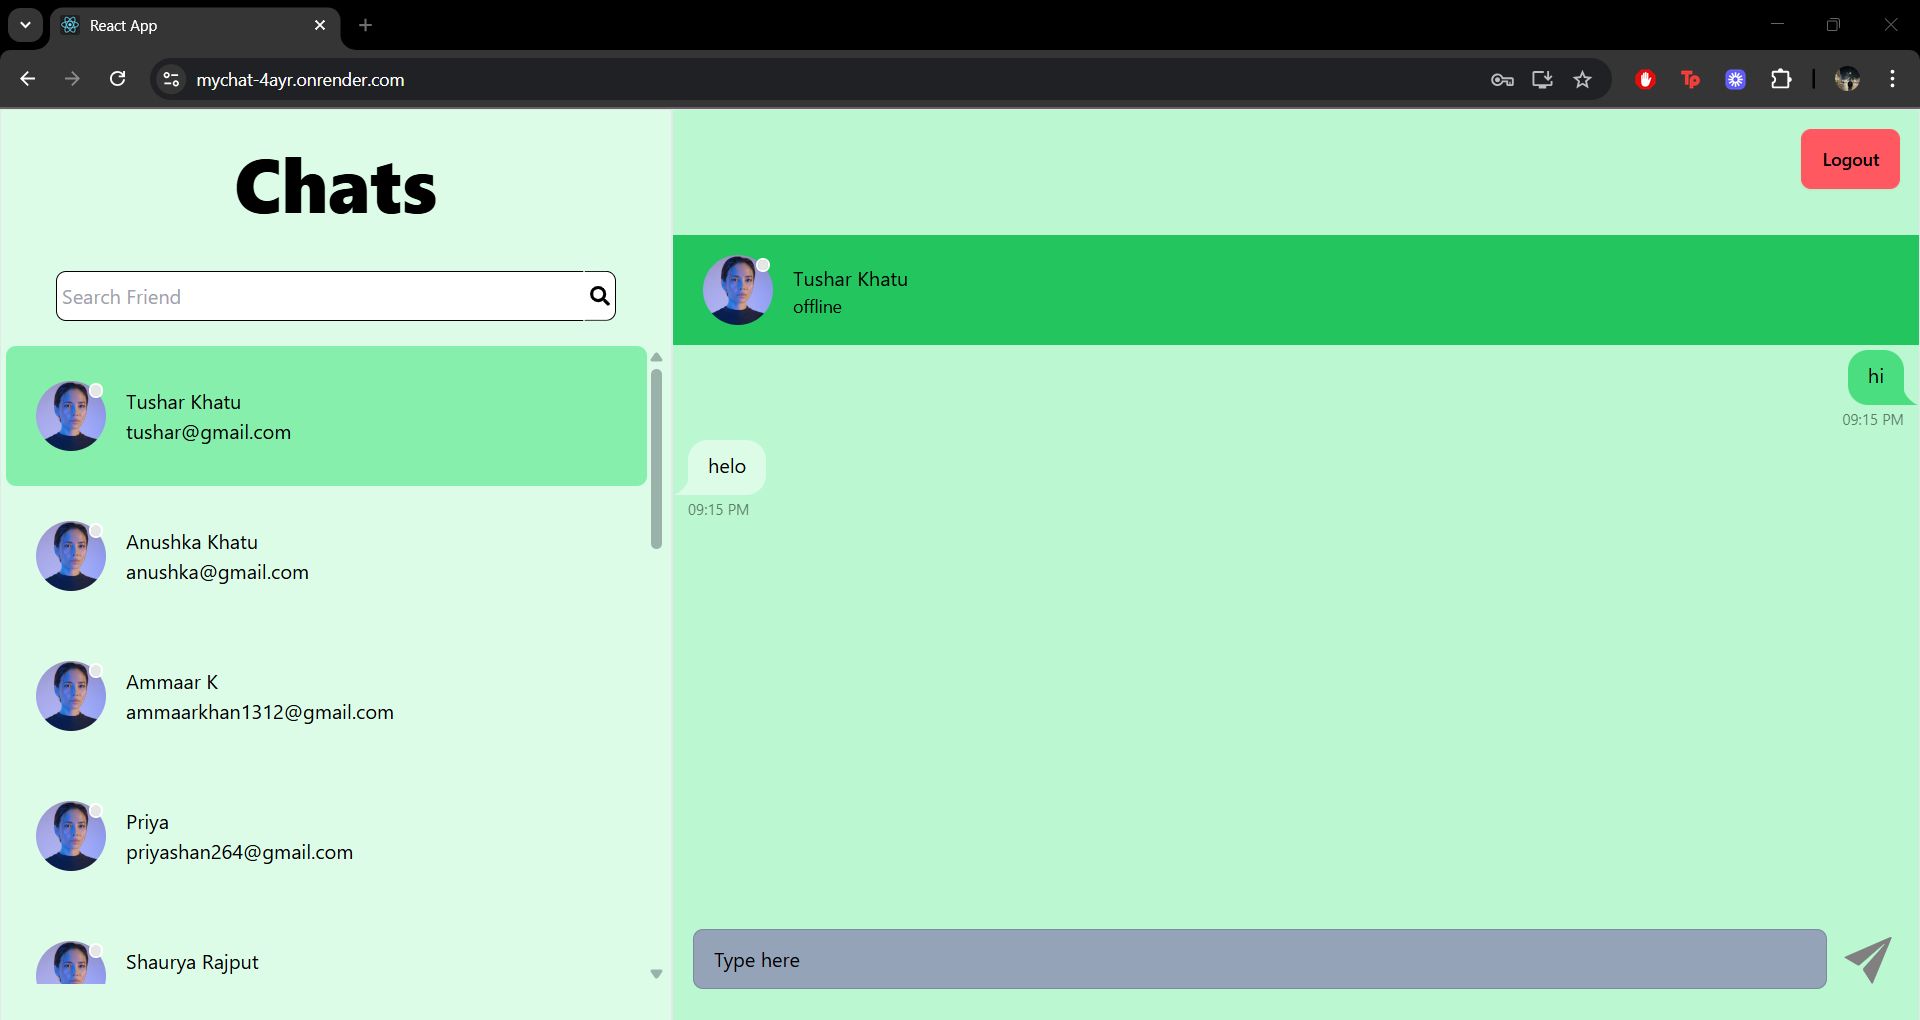 React App
mychat-4ayr.onrender.com
Tp
Chats
Search Friend
Tushar Khatu
tushar@gmail.com
Anushka Khatu
anushka@gmail.com
Ammaar K
ammaarkhan1312@gmail.com
Priya
priyashan264@gmail.com
Shaurya Rajput
Logout
Tushar Khatu
offline
hi
09:15 PM
helo
09:15 PM
Type here